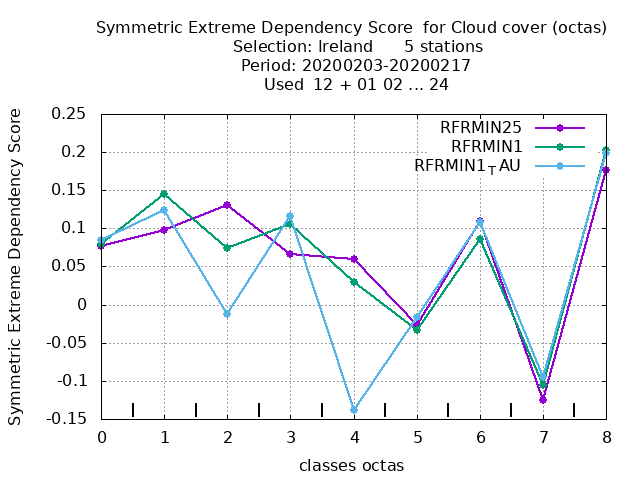 Symmetric Extreme Dependency Score  for Cloud cover (octas)
Selection: Ireland      5 stations
Period: 20200203-20200217
Used  12 + 01 02 ... 24
RFRMIN25
RFRMIN1
RFRMIN1TAU
Symmetric Extreme Dependency Score
0.25
0.2
0.15
0.1
0.05
0
-0.05
-0.1
-0.15
0 1 2 3 4 5 6 7 8
classes octas